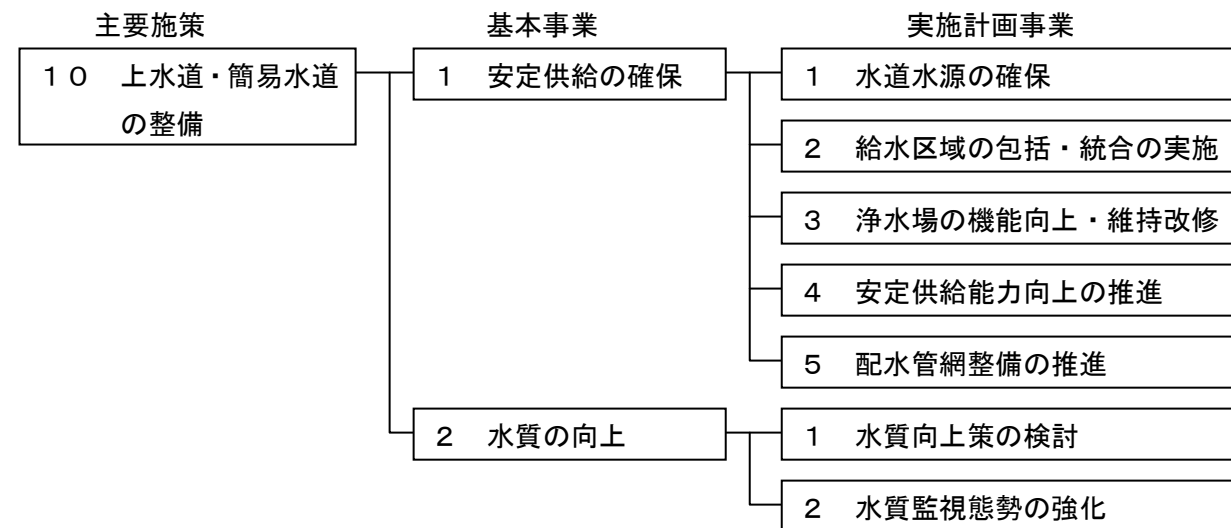 主要施策 基本事業 実施計画事業
１０ 上水道・簡易水道 １ 安定供給の確保 １ 水道水源の確保
の整備
２ 給水区域の包括・統合の実施
３ 浄水場の機能向上・維持改修
４ 安定供給能力向上の推進
５ 配水管網整備の推進
２ 水質の向上 １ 水質向上策の検討
２ 水質監視態勢の強化